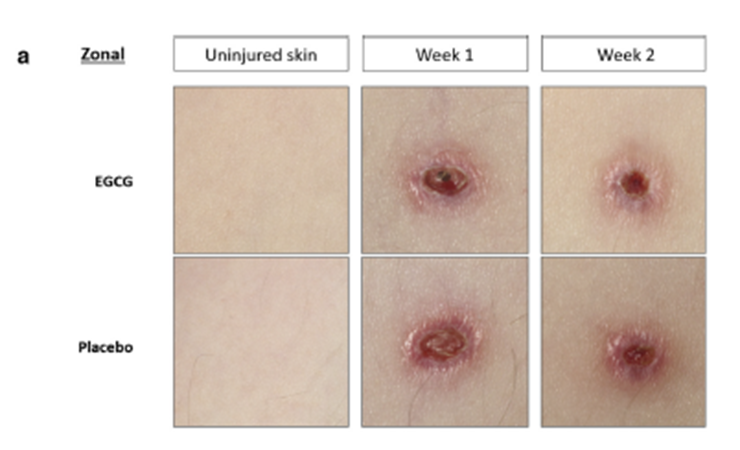 a
Zonal
Uninjured skin
Week 1
Week 2
EGCG
Placebo